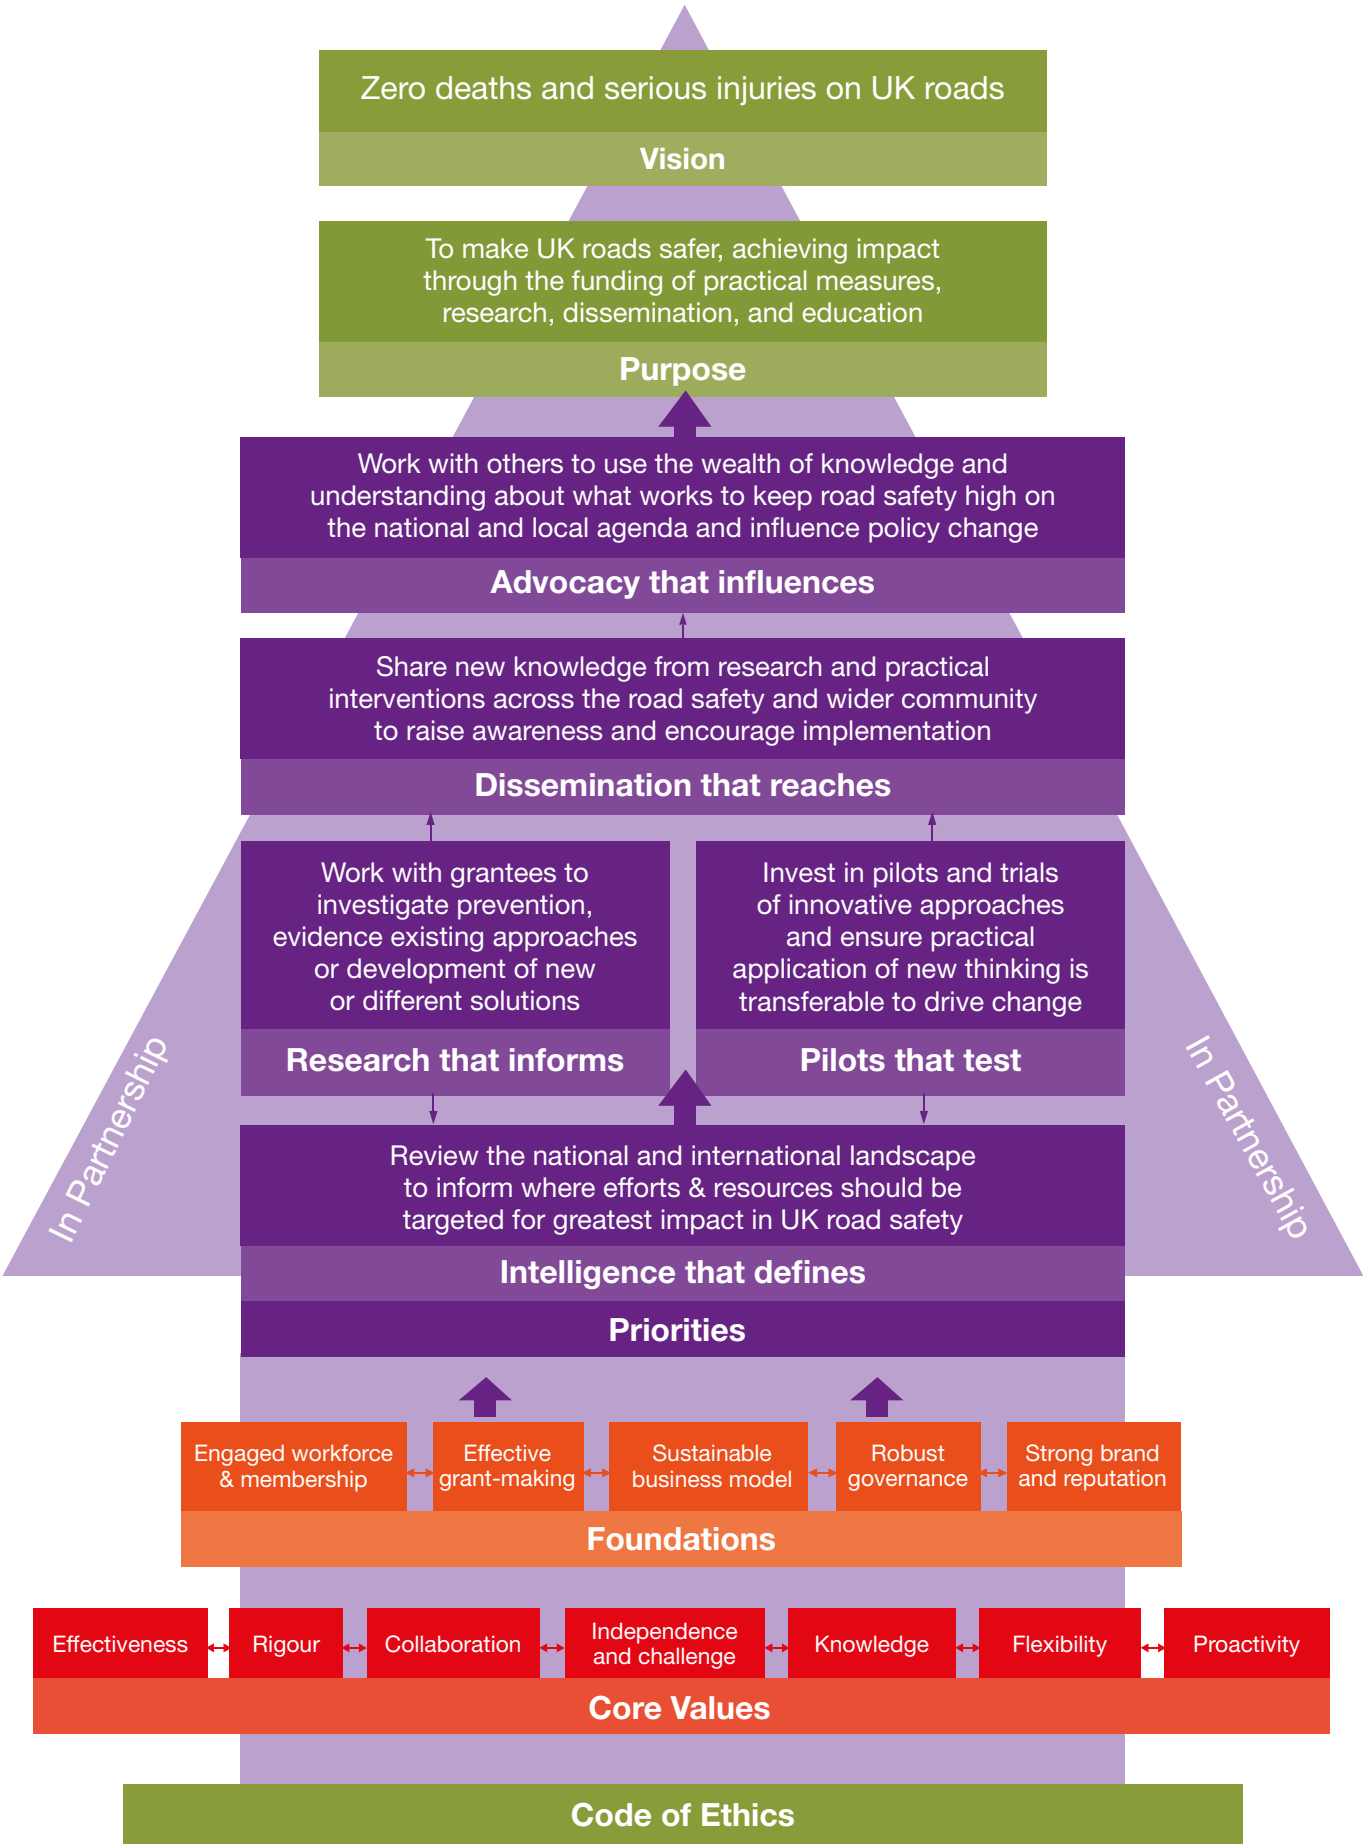 Zero deaths and serious injuries on UK roads
Vision
To make UK roads safer, achieving impact
through the funding of practical measures,
research, dissemination, and education
Purpose
Work with others to use the wealth of knowledge and
understanding about what works to keep road safety high on
the national and local agenda and influence policy change
Advocacy that influences
Share new knowledge from research and practical
interventions across the road safety and wider community
to raise awareness and encourage implementation
Dissemination that reaches
Work with grantees to
investigate prevention,
evidence existing approaches
or development of new
or different solutions
Research that informs
Invest in pilots and trials
of innovative approaches
and ensure practical
application of new thinking is
transferable to drive change
Pilots that test
In Partnership
In Partnership
Review the national and international landscape
to inform where efforts & resources should be
targeted for greatest impact in UK road safety
Intelligence that defines
Priorities
Engaged workforce
& membership
Effective
grant-making
Sustainable
business model
Robust
governance
Strong brand
and reputation
Foundations
Effectiveness
Rigour
Collaboration
Independence
and challenge
Knowledge
Flexibility
Proactivity
Core Values
Code of Ethics